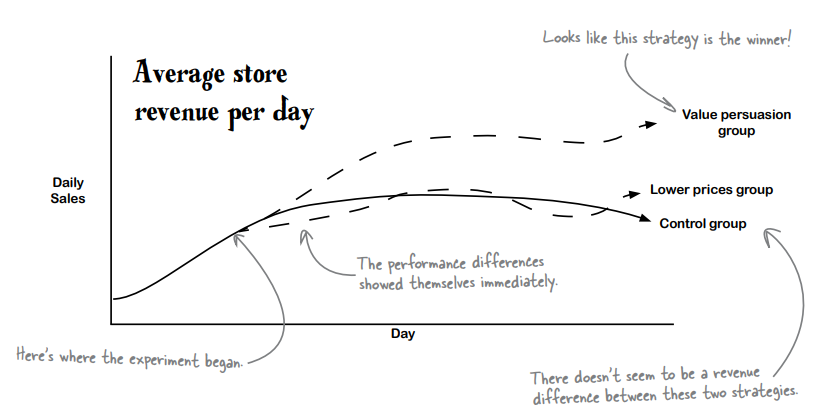 Looks like this strategy is the winner!
Average store
revenue per day
Value persuasion
group
Daily
Sales
Lower prices group
Control group
The performance differences
showed themselves immediately.
Day
Here's where the experiment began.
There doesn't seem to be a revenue
difference between these two strategies.